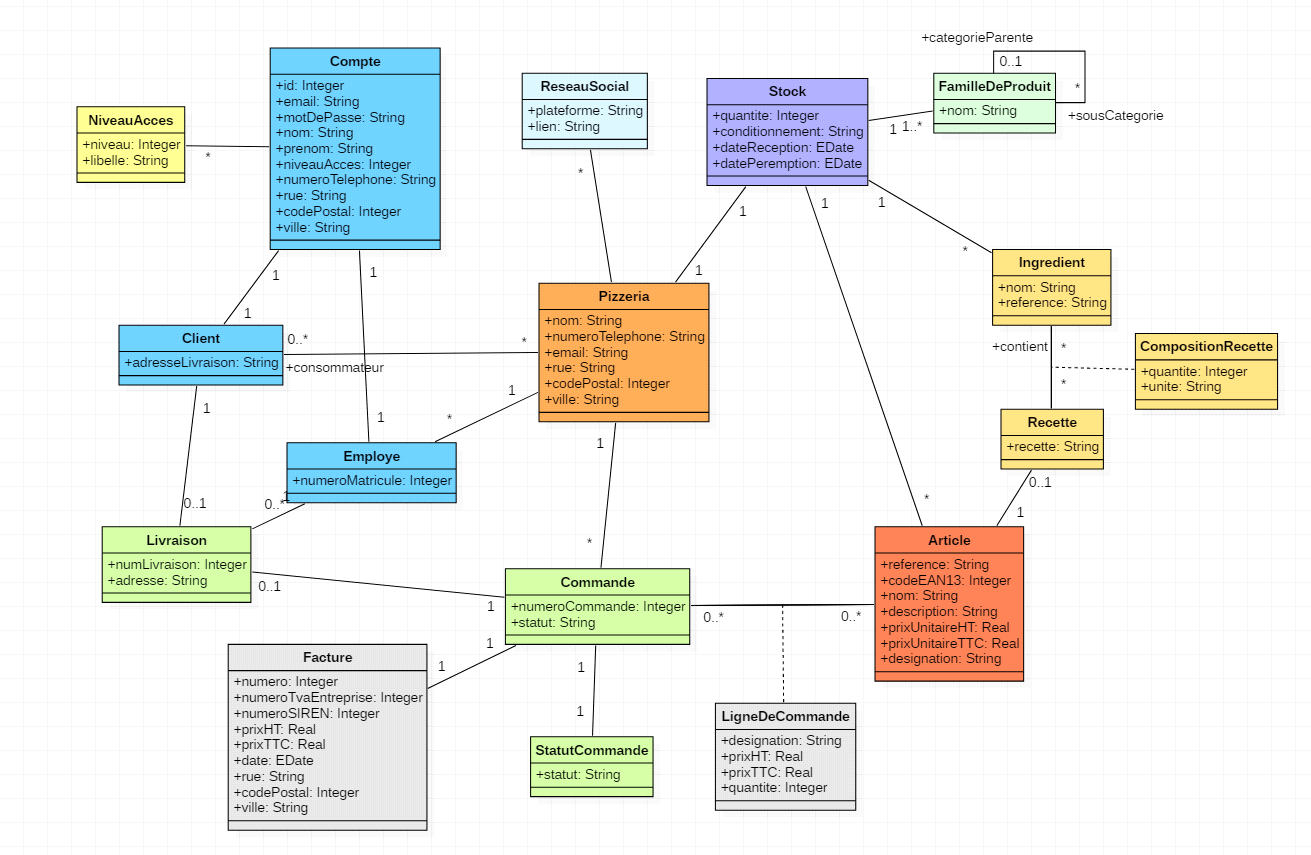 +categorieParente
0..1
*
+sousCategorie
Compte
+id: Integer
+email: String
+motDePasse: String
+nom: String
+prenom: String
+niveauAcces: Integer
+numeroTelephone: String
+rue: String
+codePostal: Integer
+ville: String
NiveauAcces
+niveau: Integer
+libelle: String
*
ReseauSocial
+plateforme: String
+lien: String
*
Stock
+quantite: Integer
+conditionnement: String
+dateReception: EDate
+datePeremption: EDate
FamilleDeProduit
+nom: String
1
1..*
1
1
1
*
1
*
Ingredient
+nom: String
+reference: String
+contient
*
*
CompositionRecette
+quantite: Integer
+unite: String
Recette
+recette: String
0..1
1
Pizzeria
+nom: String
+numeroTelephone: String
+email: String
+rue: String
+codePostal: Integer
+ville: String
1
1
1
1
Client
+adresseLivraison: String
0..*
+consommateur
*
1
*
1
0..1
Employe
+numeroMatricule: Integer
1
0..*
Livraison
+numLivraison: Integer
+adresse: String
0..1
1
1
*
Commande
+numeroCommande: Integer
+statut: String
0..*
0..*
Article
+reference: String
+codeEAN13: Integer
+nom: String
+description: String
+prixUnitaireHT: Real
+prixUnitaireTTC: Real
+designation: String
1
1
Facture
+numero: Integer
+numeroTvaEntreprise: Integer
+numeroSIREN: Integer
+prixHT: Real
+prixTTC: Real
+date: EDate
+rue: String
+codePostal: Integer
+ville: String
1
1
StatutCommande
+statut: String
LigneDeCommande
+designation: String
+prixHT: Real
+prixTTC: Real
+quantite: Integer